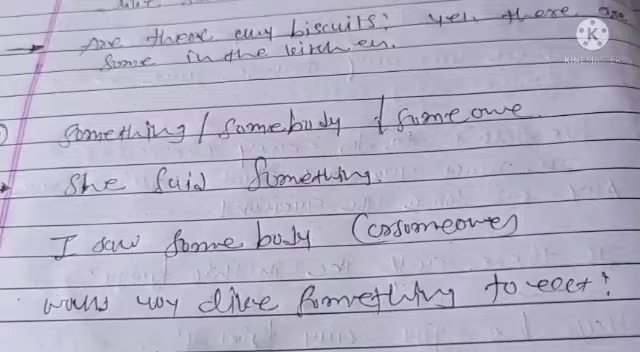 → Are there any biscuits? Yes, there are
some in the kitchen.
something / somebody / someone
She said something.
I saw somebody (or someone)
would you like something to eat?
K
KINEMASTER